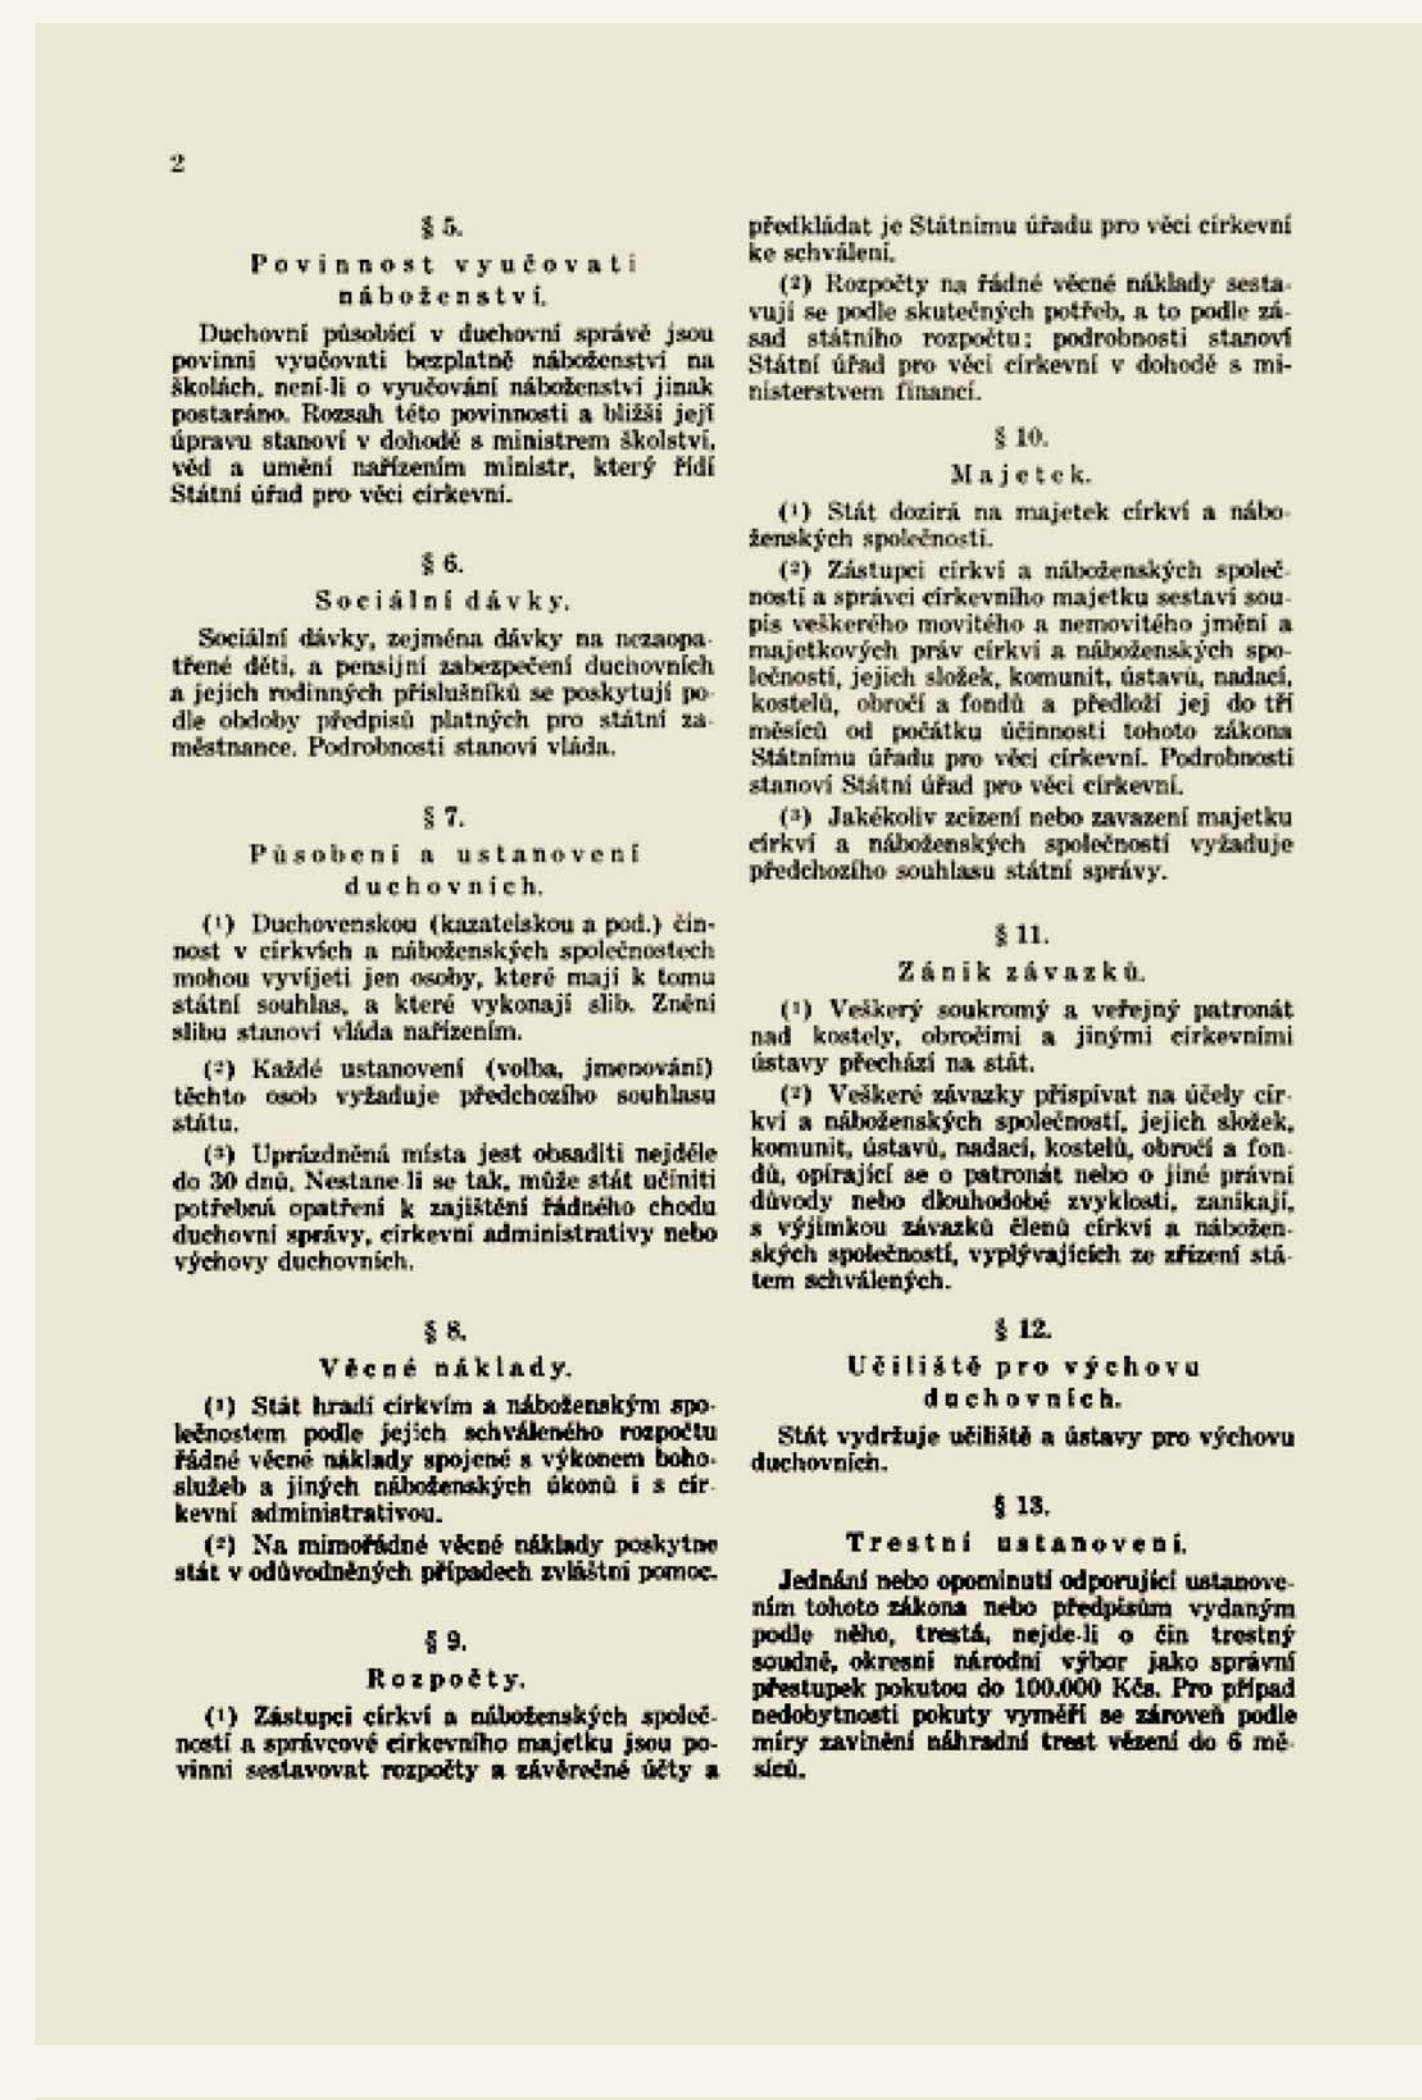 2
§ 5.
Povinnost vyučovati
náboženství.
Duchovní působící v duchovní správě jsou
povinni vyučovati bezplatně náboženství na
školách, není-li o vyučování náboženství jinak
postaráno. Rozsah této povinnosti a bližší její
úpravu stanoví v dohodě s ministrem školství,
věd a umění nařízením ministr, který řídí
Státní úřad pro věci církevní.
§ 6.
Sociální dávky.
Sociální dávky, zejména dávky na nezaopa-
třené děti, a pensijní zabezpečení duchovních
a jejich rodinných příslušníků se poskytují po-
dle obdoby předpisů platných pro státní za-
městnance. Podrobnosti stanoví vláda.
§ 7.
Působení a ustanovení
duchovních.
(1) Duchovenskou (kazatelskou a pod.) čin-
nost v církvích a náboženských společnostech
mohou vyvíjeti jen osoby, které mají k tomu
státní souhlas, a které vykonají slib. Znění
slibu stanoví vláda nařízením.
(2) Každé ustanovení (volba, jmenování)
těchto osob vyžaduje předchozího souhlasu
státu.
(3) Uprázdněná místa jest obsaditi nejdéle
do 30 dnů. Nestane-li se tak, může stát učiniti
potřebná opatření k zajištění řádného chodu
duchovní správy, církevní administrativy nebo
výchovy duchovních.
§ 8.
Věcné náklady.
(1) Stát hradí církvím a náboženským spo-
lečnostem podle jejich schváleného rozpočtu
řádné věcné náklady spojené s výkonem boho-
služeb a jiných náboženských úkonů i s cír-
kevní administrativou.
(2) Na mimořádné věcné náklady poskytne
stát v odůvodněných případech zvláštní pomoc.
§ 9.
Rozpočty.
(1) Zástupci církví a náboženských společ-
ností a správcové církevního majetku jsou po-
vinni sestavovat rozpočty a závěrečné účty a
předkládat je Státnímu úřadu pro věci církevní
ke schválení.
(2) Rozpočty na řádné věcné náklady sesta-
vují se podle skutečných potřeb, a to podle zá-
sad státního rozpočtu; podrobnosti stanoví
Státní úřad pro věci církevní v dohodě s mi-
nisterstvem financí.
§ 10.
Majetek.
(1) Stát dozírá na majetek církví a nábo-
ženských společností.
(2) Zástupci církví a náboženských společ-
ností a správci církevního majetku sestaví sou-
pis veškerého movitého a nemovitého jmění a
majetkových práv církví a náboženských spo-
lečností, jejich složek, komunit, ústavů, nadací,
kostelů, obročí a fondů a předloží jej do tří
měsíců od počátku účinnosti tohoto zákona
Státnímu úřadu pro věci církevní. Podrobnosti
stanoví Státní úřad pro věci církevní.
(3) Jakékoliv zcizení nebo zavazení majetku
církví a náboženských společností vyžaduje
předchozího souhlasu státní správy.
§ 11.
Zánik závazků.
(1) Veškerý soukromý a veřejný patronát
nad kostely, obročími a jinými církevními
ústavy přechází na stát.
(2) Veškeré závazky přispívat na účely cír-
kví a náboženských společností, jejich složek,
komunit, ústavů, nadací, kostelů, obročí a fon-
dů, opírající se o patronát nebo o jiné právní
důvody nebo dlouhodobé zvyklosti, zanikají,
s výjimkou závazků členů církví a nábožen-
ských společností, vyplývajících ze zřízení stá-
tem schválených.
§ 12.
Učiliště pro výchovu
duchovních.
Stát vydržuje učiliště a ústavy pro výchovu
duchovních.
§ 13.
Trestní ustanovení.
Jednání nebo opominutí odporující ustanove-
ním tohoto zákona nebo předpisům vydaným
podle něho, trestá, nejde-li o čin trestný
soudně, okresní národní výbor jako správní
přestupek pokutou do 100.000 Kčs. Pro případ
nedobytnosti pokuty vyměří se zároveň podle
míry zavinění náhradní trest vězení do 6 mě-
síců.